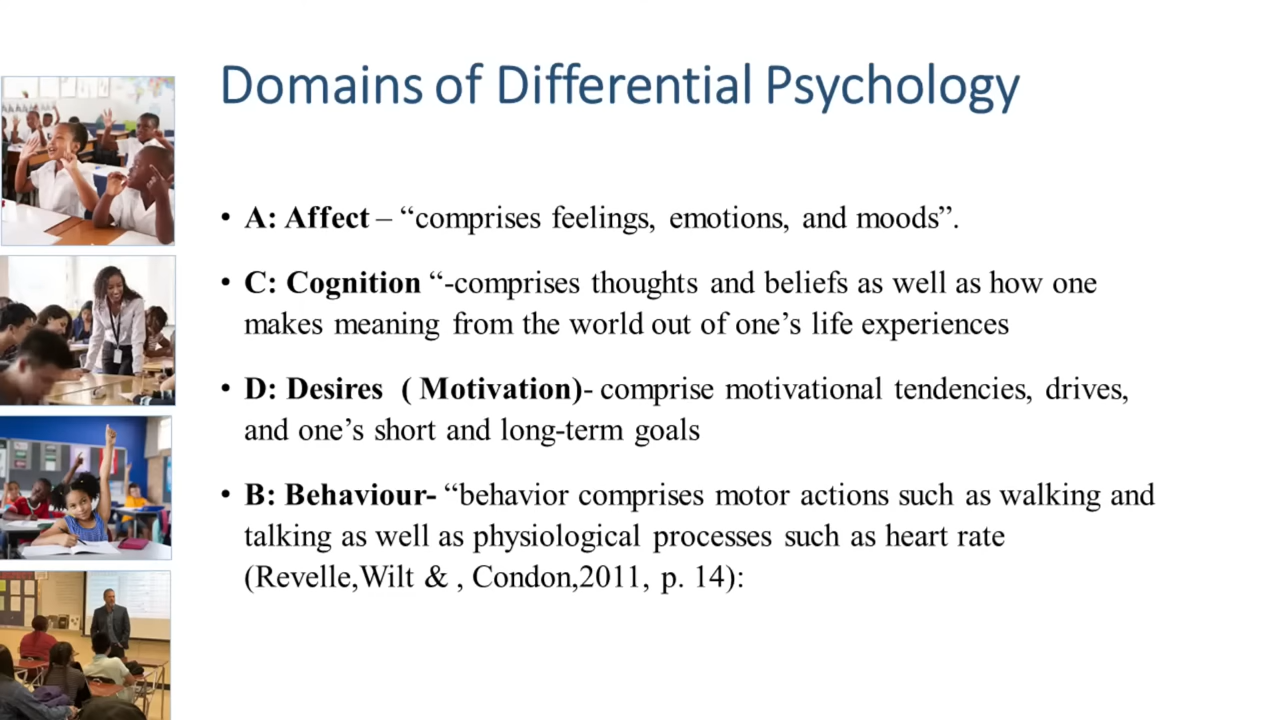 Domains of Differential Psychology
• A: Affect – “comprises feelings, emotions, and moods”.
• C: Cognition “-comprises thoughts and beliefs as well as how one
makes meaning from the world out of one’s life experiences
• D: Desires ( Motivation)- comprise motivational tendencies, drives,
and one’s short and long-term goals
• B: Behaviour- “behavior comprises motor actions such as walking and
talking as well as physiological processes such as heart rate
(Revelle,Wilt & , Condon,2011, p. 14):